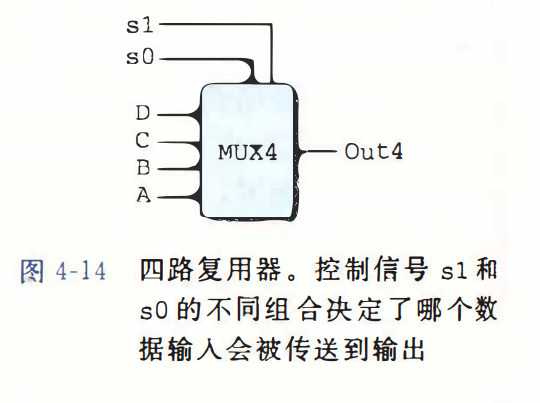 s1
s0
D
C
B
A
MUX4
Out4
图 4-14 四路复用器。控制信号 s1 和
s0 的不同组合决定了哪个数
据输入会被传送到输出